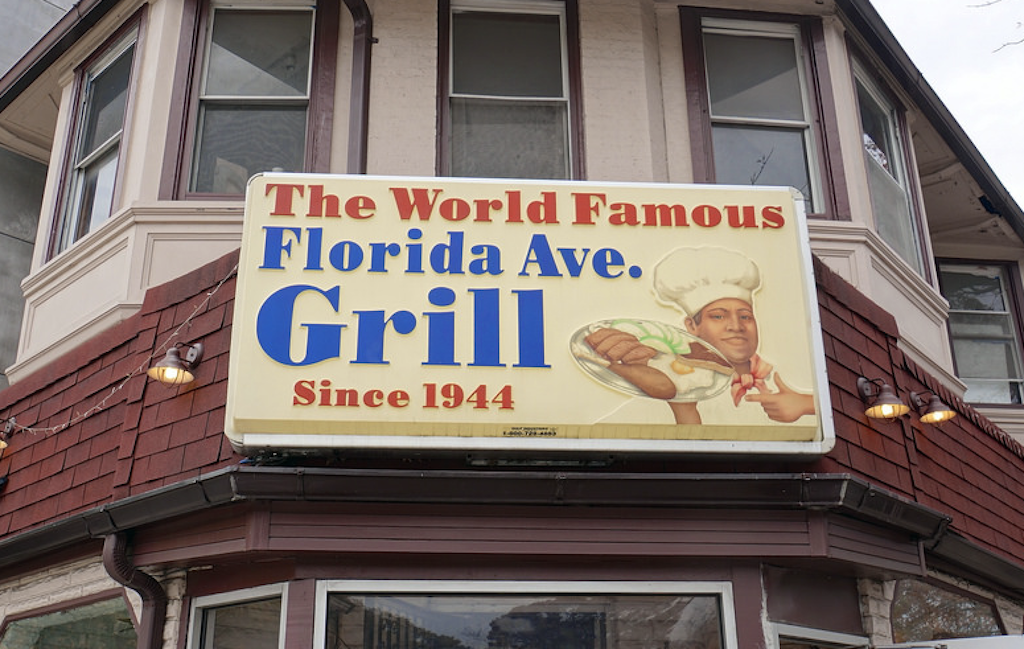 The World Famous
Florida Ave.
Grill
Since 1944